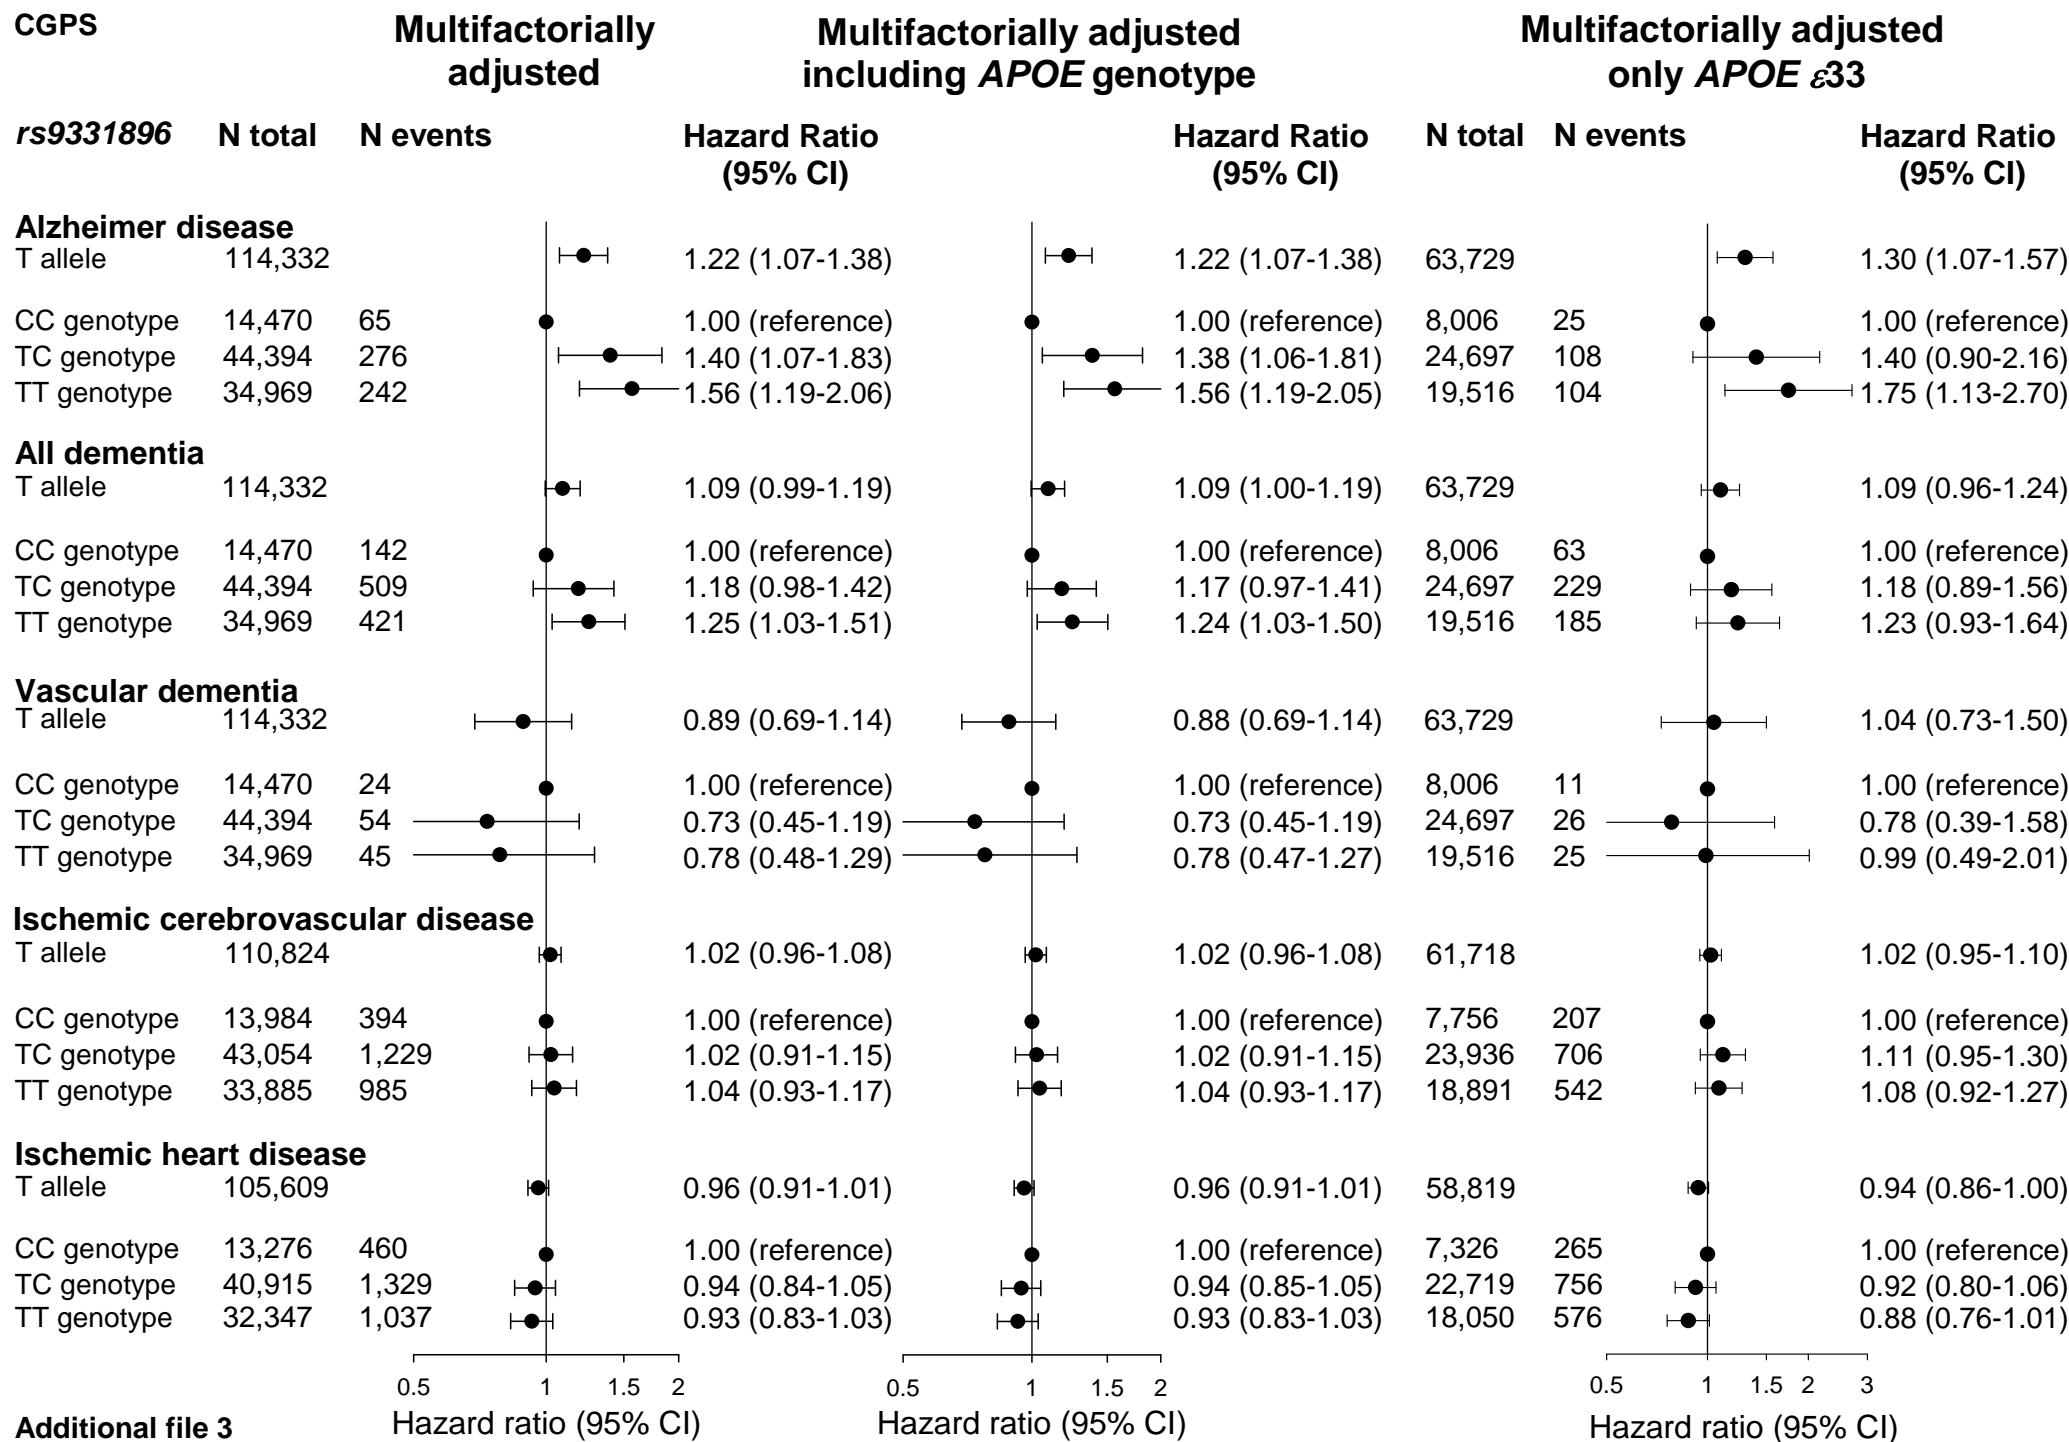 CGPS
Multifactorially adjusted
Multifactorially adjusted including APOE genotype
Multifactorially adjusted only APOE ε33
rs9331896 N total N events Hazard Ratio (95% CI) Hazard Ratio (95% CI) N total N events Hazard Ratio (95% CI)
Alzheimer disease
T allele 114,332 1.22 (1.07-1.38) 1.22 (1.07-1.38) 63,729 1.30 (1.07-1.57)
CC genotype 14,470 65 1.00 (reference) 1.00 (reference) 8,006 25 1.00 (reference)
TC genotype 44,394 276 1.40 (1.07-1.83) 1.38 (1.06-1.81) 24,697 108 1.40 (0.90-2.16)
TT genotype 34,969 242 1.56 (1.19-2.06) 1.56 (1.19-2.05) 19,516 104 1.75 (1.13-2.70)
All dementia
T allele 114,332 1.09 (0.99-1.19) 1.09 (1.00-1.19) 63,729 1.09 (0.96-1.24)
CC genotype 14,470 142 1.00 (reference) 1.00 (reference) 8,006 63 1.00 (reference)
TC genotype 44,394 509 1.18 (0.98-1.42) 1.17 (0.97-1.41) 24,697 229 1.18 (0.89-1.56)
TT genotype 34,969 421 1.25 (1.03-1.51) 1.24 (1.03-1.50) 19,516 185 1.23 (0.93-1.64)
Vascular dementia
T allele 114,332 0.89 (0.69-1.14) 0.88 (0.69-1.14) 63,729 1.04 (0.73-1.50)
CC genotype 14,470 24 1.00 (reference) 1.00 (reference) 8,006 11 1.00 (reference)
TC genotype 44,394 54 0.73 (0.45-1.19) 0.73 (0.45-1.19) 24,697 26 0.78 (0.39-1.58)
TT genotype 34,969 45 0.78 (0.48-1.29) 0.78 (0.47-1.27) 19,516 25 0.99 (0.49-2.01)
Ischemic cerebrovascular disease
T allele 110,824 1.02 (0.96-1.08) 1.02 (0.96-1.08) 61,718 1.02 (0.95-1.10)
CC genotype 13,984 394 1.00 (reference) 1.00 (reference) 7,756 207 1.00 (reference)
TC genotype 43,054 1,229 1.02 (0.91-1.15) 1.02 (0.91-1.15) 23,936 706 1.11 (0.95-1.30)
TT genotype 33,885 985 1.04 (0.93-1.17) 1.04 (0.93-1.17) 18,891 542 1.08 (0.92-1.27)
Ischemic heart disease
T allele 105,609 0.96 (0.91-1.01) 0.96 (0.91-1.01) 58,819 0.94 (0.86-1.00)
CC genotype 13,276 460 1.00 (reference) 1.00 (reference) 7,326 265 1.00 (reference)
TC genotype 40,915 1,329 0.94 (0.84-1.05) 0.94 (0.85-1.05) 22,719 756 0.92 (0.80-1.06)
TT genotype 32,347 1,037 0.93 (0.83-1.03) 0.93 (0.83-1.03) 18,050 576 0.88 (0.76-1.01)
0.5 1 1.5 2 0.5 1 1.5 2 0.5 1 1.5 2 3
Additional file 3 Hazard ratio (95% CI) Hazard ratio (95% CI) Hazard ratio (95% CI)